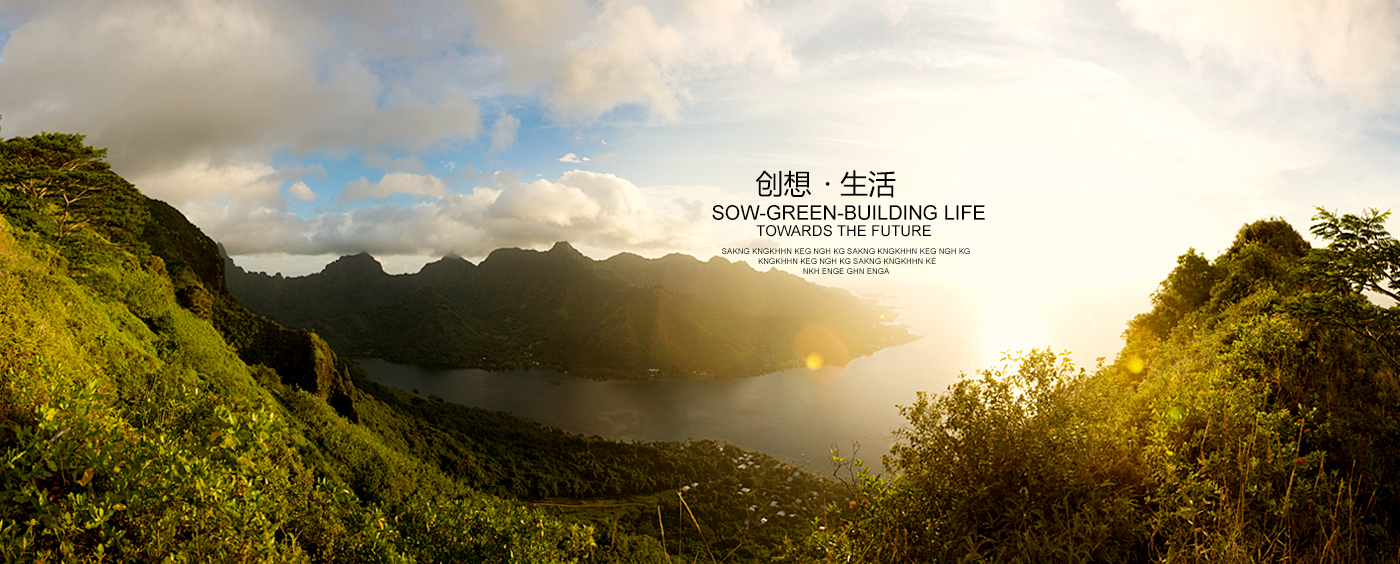 创想 · 生活
SOW-GREEN-BUILDING LIFE
TOWARDS THE FUTURE
SAKNG KNGKHHN KEG NGH KG SAKNG KNGKHHN KEG NGH KG
KNGKHHN KEG NGH KG SAKNG KNGKHHN KE
NKH ENGE GHN ENGA